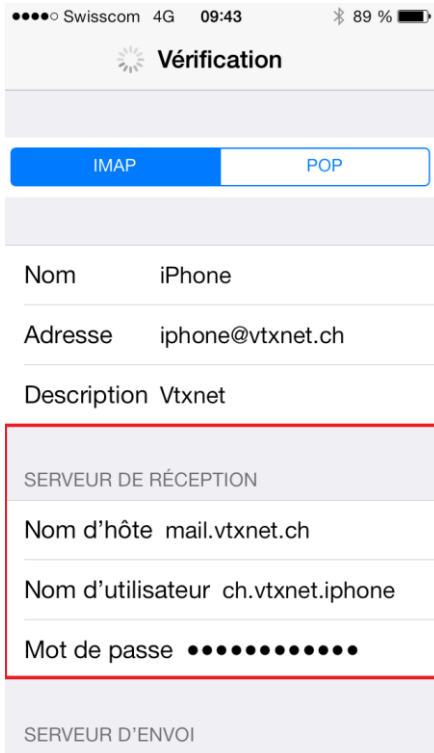 Swisscom 4G 09:43 89 %
Vérification
IMAP POP
Nom iPhone
Adresse iphone@vtxnet.ch
Description Vtxnet
SERVEUR DE RÉCEPTION
Nom d’hôte mail.vtxnet.ch
Nom d’utilisateur ch.vtxnet.iphone
Mot de passe ●●●●●●●●●●●●
SERVEUR D’ENVOI